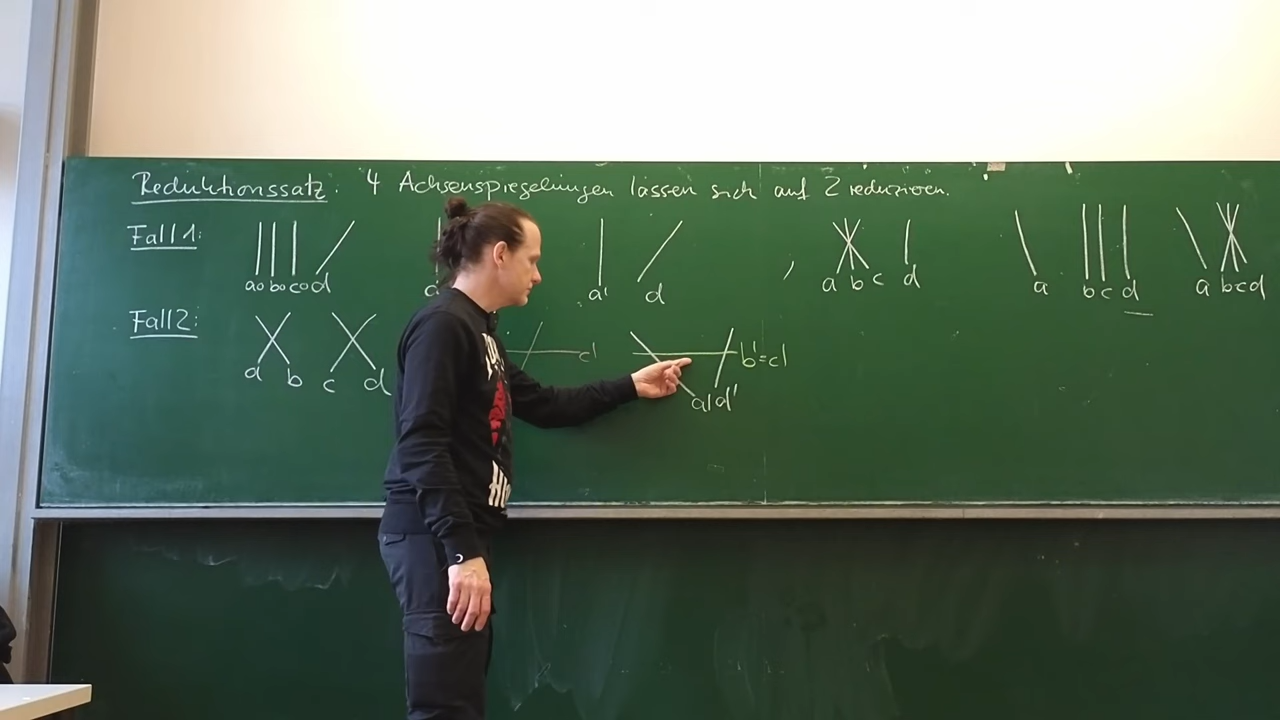 Reduktionssatz: 4 Achsenspiegelungen lassen sich auf 2 reduzieren.
Fall 1:
a∘b∘c∘d a' d , a b c d a b c d a b c d
Fall 2:
a b c d c' a' d' b'=c'